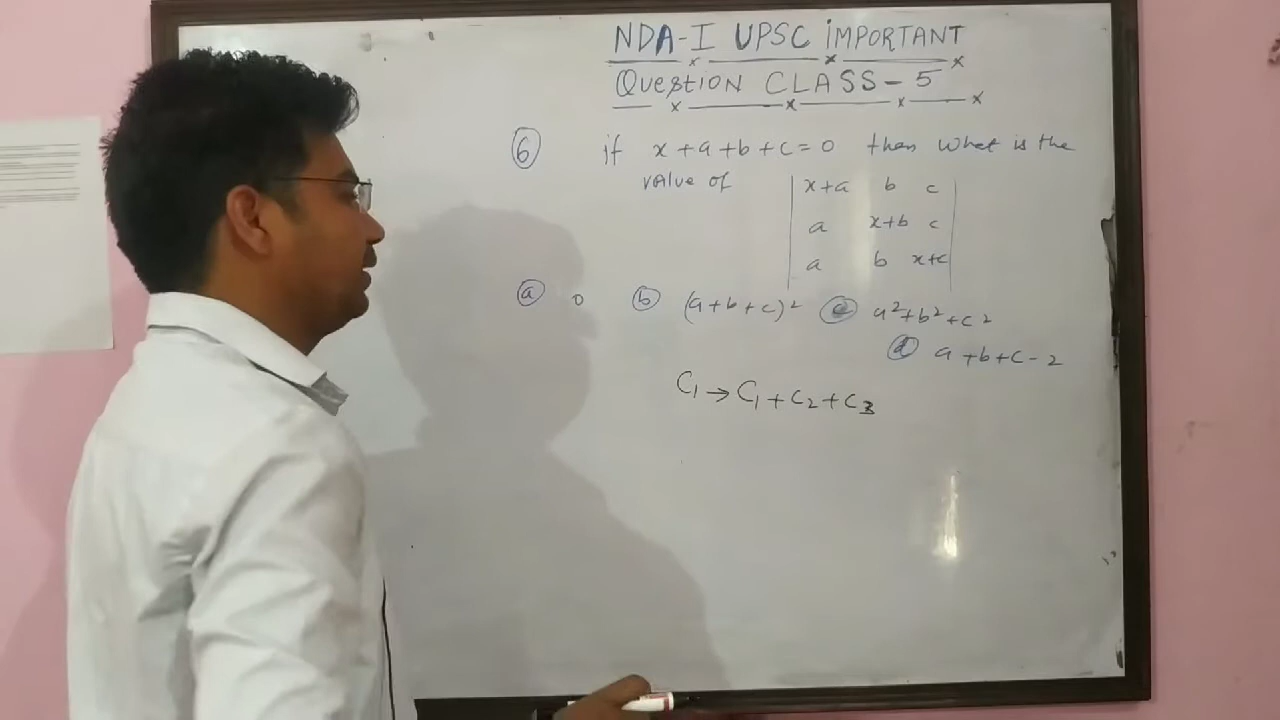 NDA-I UPSC IMPORTANT
QUESTION CLASS-5
6 if x+a+b+c=0 then what is the
value of | x+a b c |
| a x+b c |
| a b x+c |
a 0 b (a+b+c)² c a²+b²+c²
d a+b+c-2
C₁→C₁+C₂+C₃